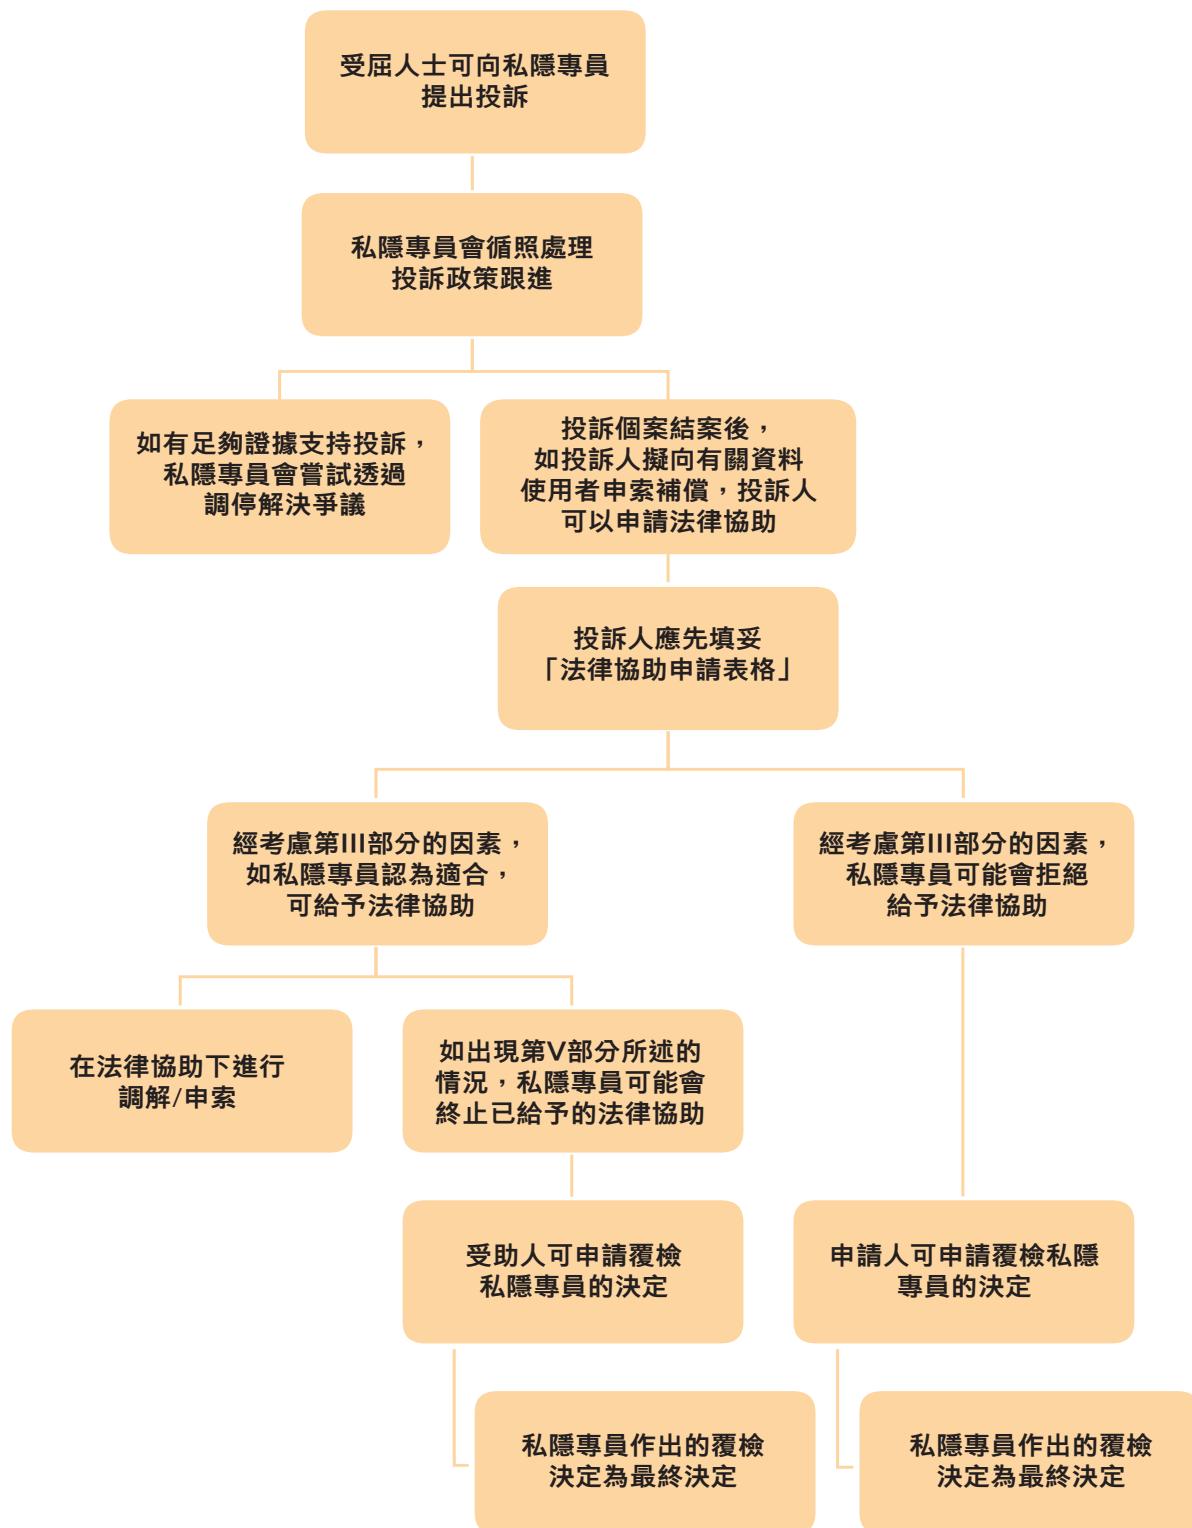 受屈人士可向私隱專員
提出投訴
私隱專員會循照處理
投訴政策跟進
如有足夠證據支持投訴，
私隱專員會嘗試透過
調停解決爭議
投訴個案結案後，
如投訴人擬向有關資料
使用者申索補償，投訴人
可以申請法律協助
投訴人應先填妥
「法律協助申請表格」
經考慮第III部分的因素，
如私隱專員認為適合，
可給予法律協助
經考慮第III部分的因素，
私隱專員可能會拒絕
給予法律協助
在法律協助下進行
調解/申索
如出現第V部分所述的
情況，私隱專員可能會
終止已給予的法律協助
受助人可申請覆檢
私隱專員的決定
申請人可申請覆檢私隱
專員的決定
私隱專員作出的覆檢
決定為最終決定
私隱專員作出的覆檢
決定為最終決定